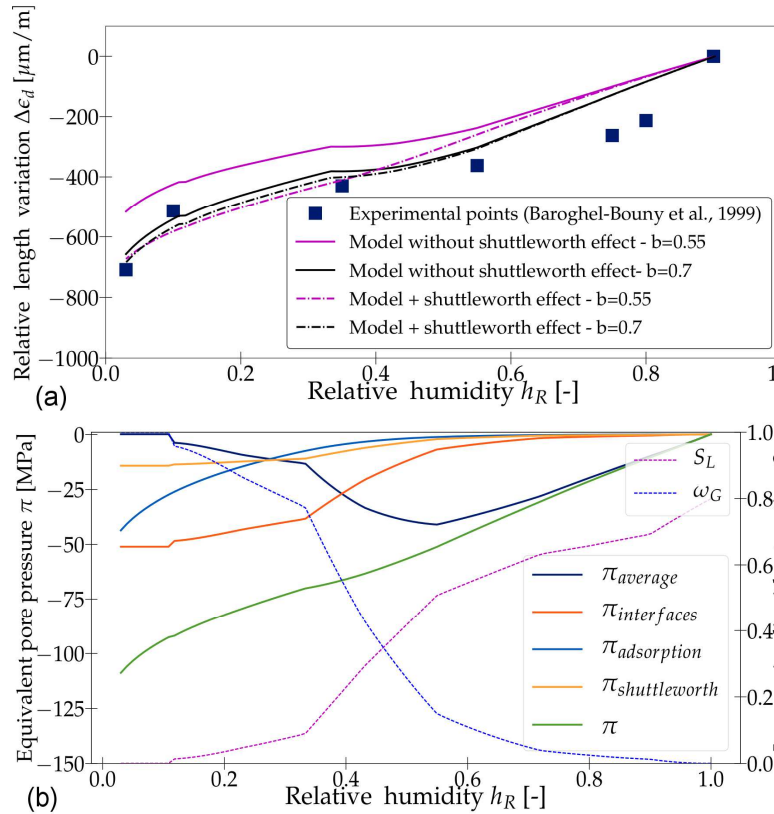 Relative length variation Δϵ_d [μm/m]
0
−200
−400
−600
−800
−1000
0.0
0.2
0.4
0.6
0.8
1
Experimental points (Baroghel-Bouny et al., 1999)
Model without shuttleworth effect - b=0.55
Model without shuttleworth effect- b=0.7
Model + shuttleworth effect - b=0.55
Model + shuttleworth effect - b=0.7
(a)
Relative humidity h_R [-]
Equivalent pore pressure π [MPa]
0
−25
−50
−75
−100
−125
−150
1.0
0.8
0.6
0.4
0.2
0.0
S_L
ω_G
π_average
π_interfaces
π_adsorption
π_shuttleworth
π
0.0
0.2
0.4
0.6
0.8
1.0
(b)
Relative humidity h_R [-]